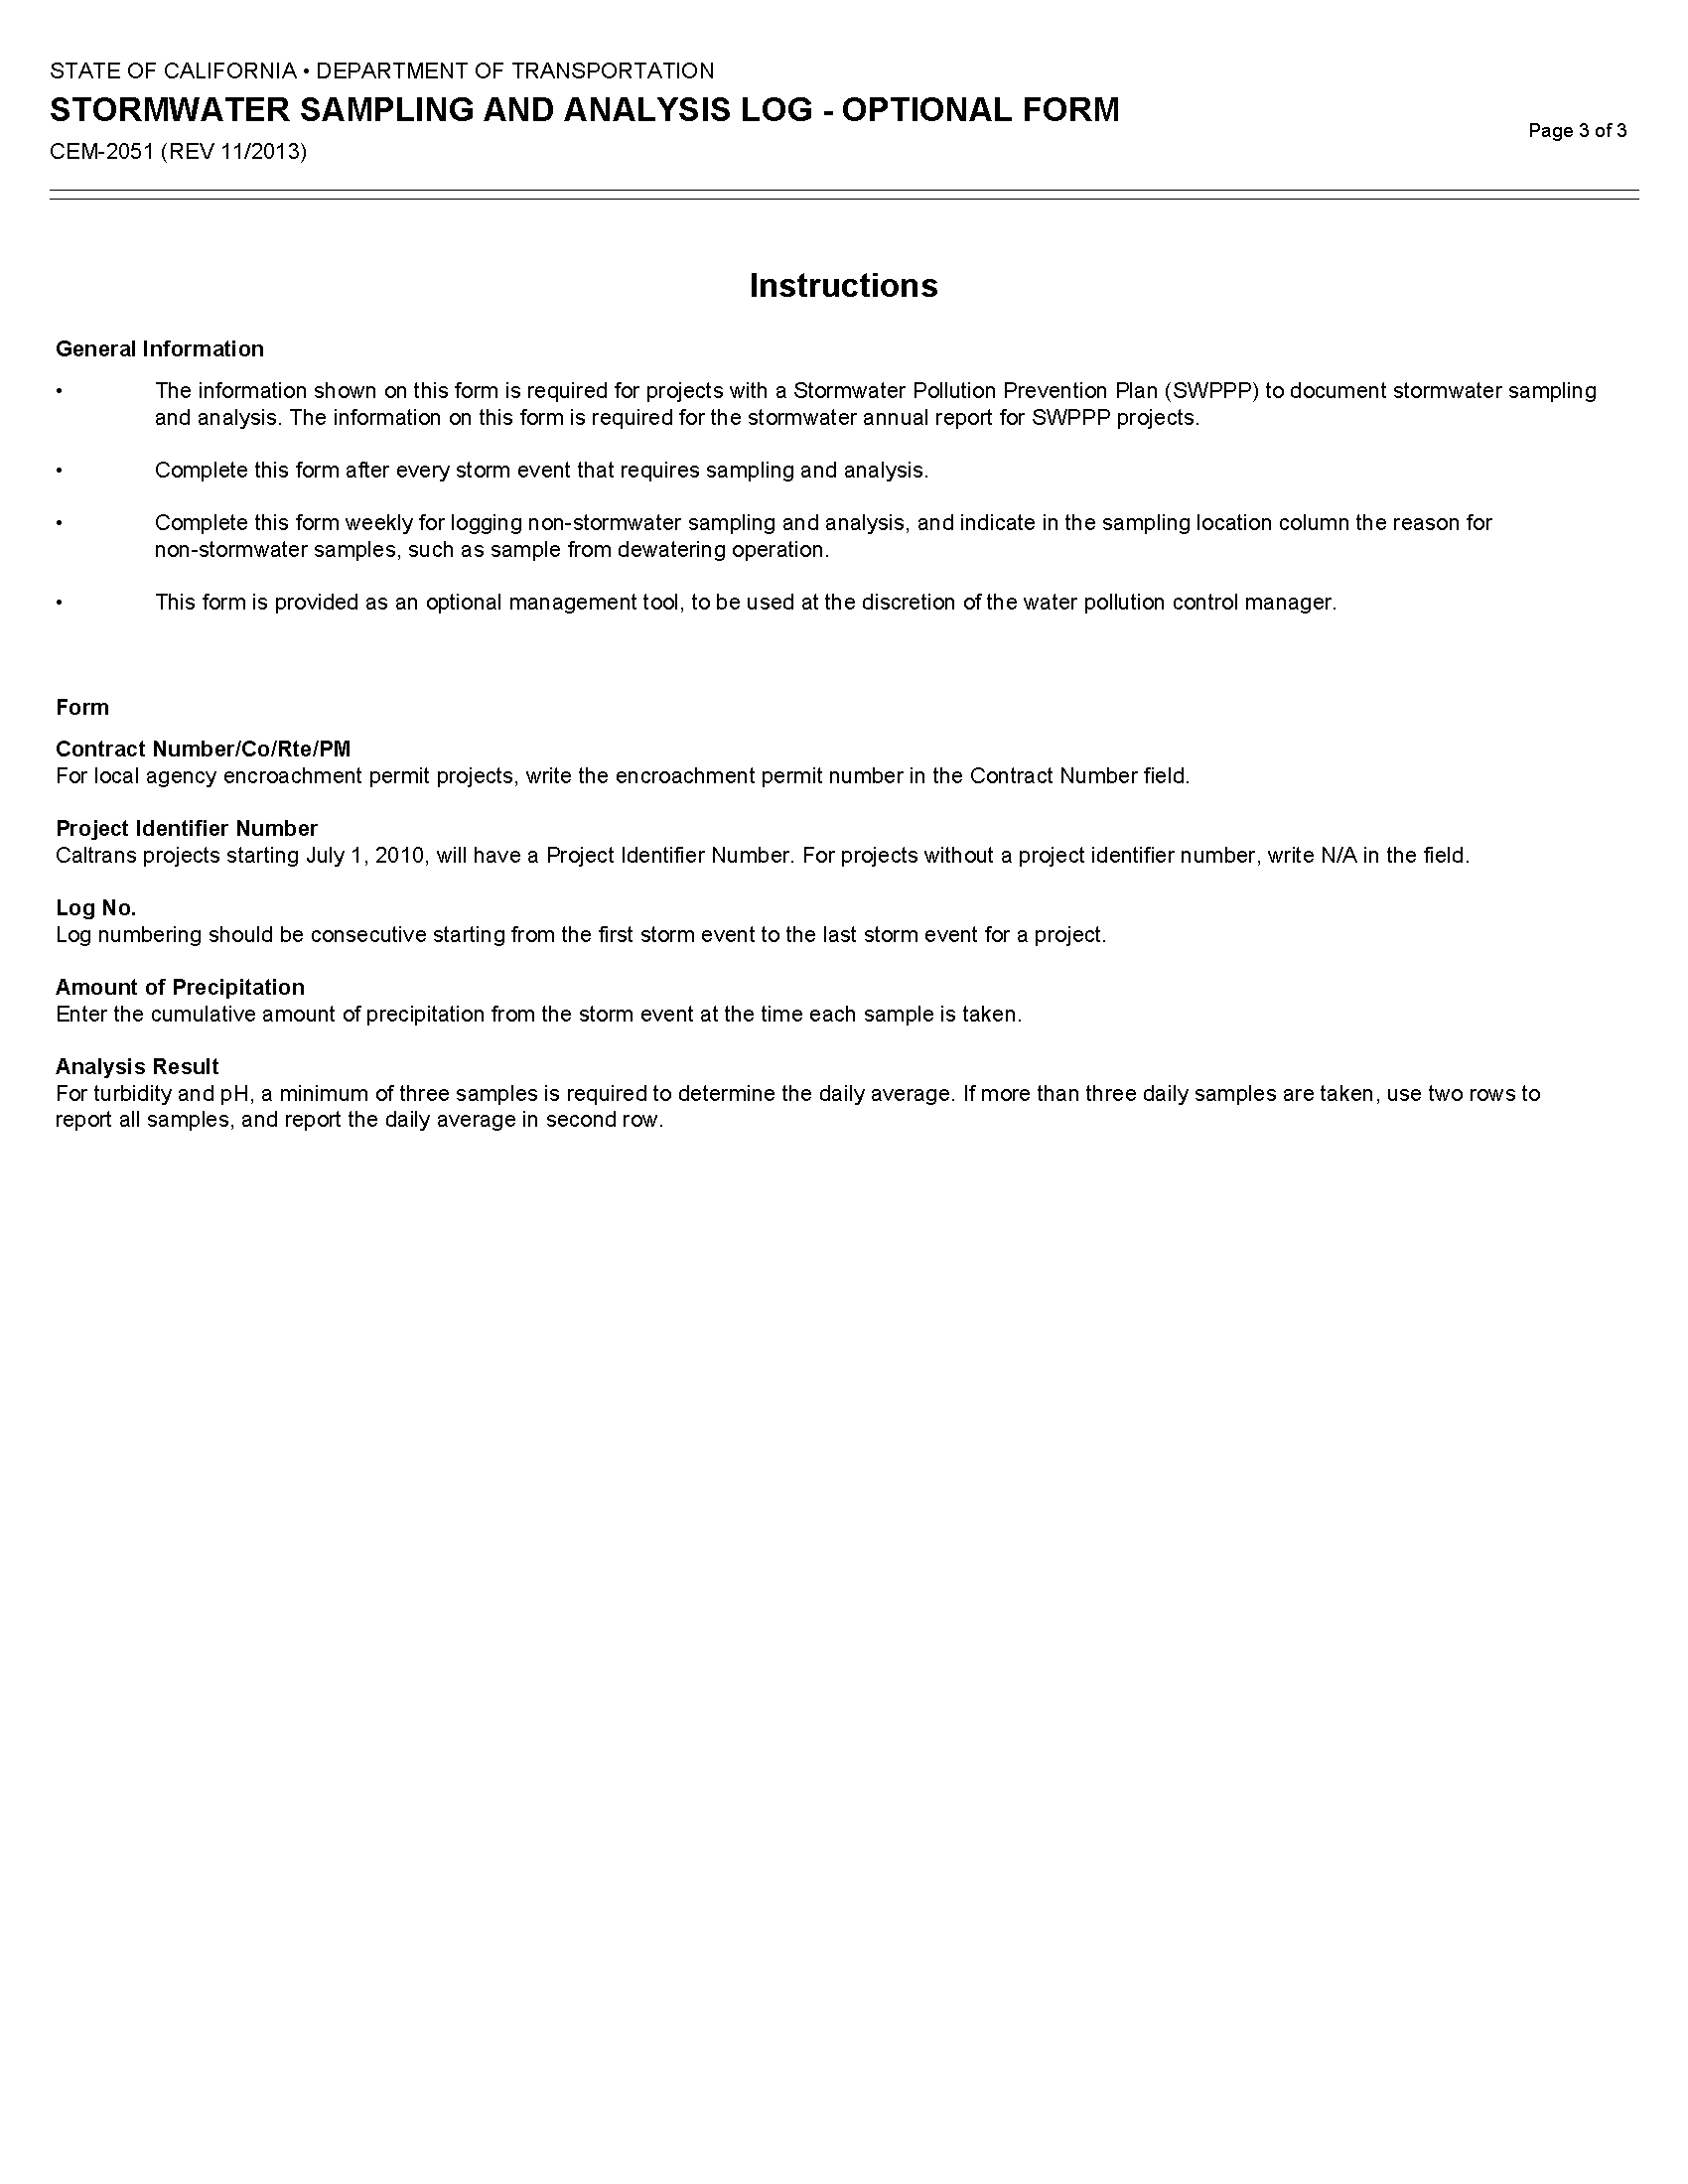 STATE OF CALIFORNIA • DEPARTMENT OF TRANSPORTATION
STORMWATER SAMPLING AND ANALYSIS LOG - OPTIONAL FORM
Page 3 of 3
CEM-2051 (REV 11/2013)
Instructions
General Information
• The information shown on this form is required for projects with a Stormwater Pollution Prevention Plan (SWPPP) to document stormwater sampling
and analysis. The information on this form is required for the stormwater annual report for SWPPP projects.
• Complete this form after every storm event that requires sampling and analysis.
• Complete this form weekly for logging non-stormwater sampling and analysis, and indicate in the sampling location column the reason for
non-stormwater samples, such as sample from dewatering operation.
• This form is provided as an optional management tool, to be used at the discretion of the water pollution control manager.
Form
Contract Number/Co/Rte/PM
For local agency encroachment permit projects, write the encroachment permit number in the Contract Number field.
Project Identifier Number
Caltrans projects starting July 1, 2010, will have a Project Identifier Number. For projects without a project identifier number, write N/A in the field.
Log No.
Log numbering should be consecutive starting from the first storm event to the last storm event for a project.
Amount of Precipitation
Enter the cumulative amount of precipitation from the storm event at the time each sample is taken.
Analysis Result
For turbidity and pH, a minimum of three samples is required to determine the daily average. If more than three daily samples are taken, use two rows to
report all samples, and report the daily average in second row.